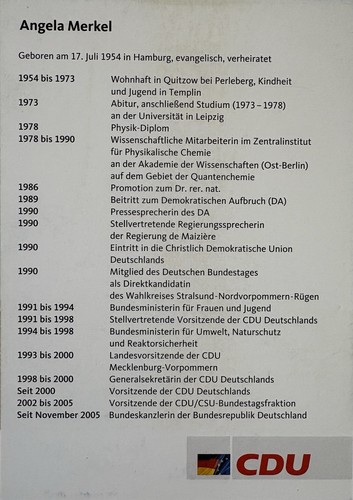 Angela Merkel
Geboren am 17. Juli 1954 in Hamburg, evangelisch, verheiratet
1954 bis 1973 Wohnhaft in Quitzow bei Perleberg, Kindheit
und Jugend in Templin
1973 Abitur, anschließend Studium (1973 – 1978)
an der Universität in Leipzig
1978 Physik-Diplom
1978 bis 1990 Wissenschaftliche Mitarbeiterin im Zentralinstitut
für Physikalische Chemie
an der Akademie der Wissenschaften (Ost-Berlin)
auf dem Gebiet der Quantenchemie
1986 Promotion zum Dr. rer. nat.
1989 Beitritt zum Demokratischen Aufbruch (DA)
1990 Pressesprecherin des DA
1990 Stellvertretende Regierungssprecherin
der Regierung de Maizière
1990 Eintritt in die Christlich Demokratische Union
Deutschlands
1990 Mitglied des Deutschen Bundestages
als Direktkandidatin
des Wahlkreises Stralsund-Nordvorpommern-Rügen
1991 bis 1994 Bundesministerin für Frauen und Jugend
1991 bis 1998 Stellvertretende Vorsitzende der CDU Deutschlands
1994 bis 1998 Bundesministerin für Umwelt, Naturschutz
und Reaktorsicherheit
1993 bis 2000 Landesvorsitzende der CDU
Mecklenburg-Vorpommern
1998 bis 2000 Generalsekretärin der CDU Deutschlands
Seit 2000 Vorsitzende der CDU Deutschlands
2002 bis 2005 Vorsitzende der CDU/CSU-Bundestagsfraktion
Seit November 2005 Bundeskanzlerin der Bundesrepublik Deutschland
CDU